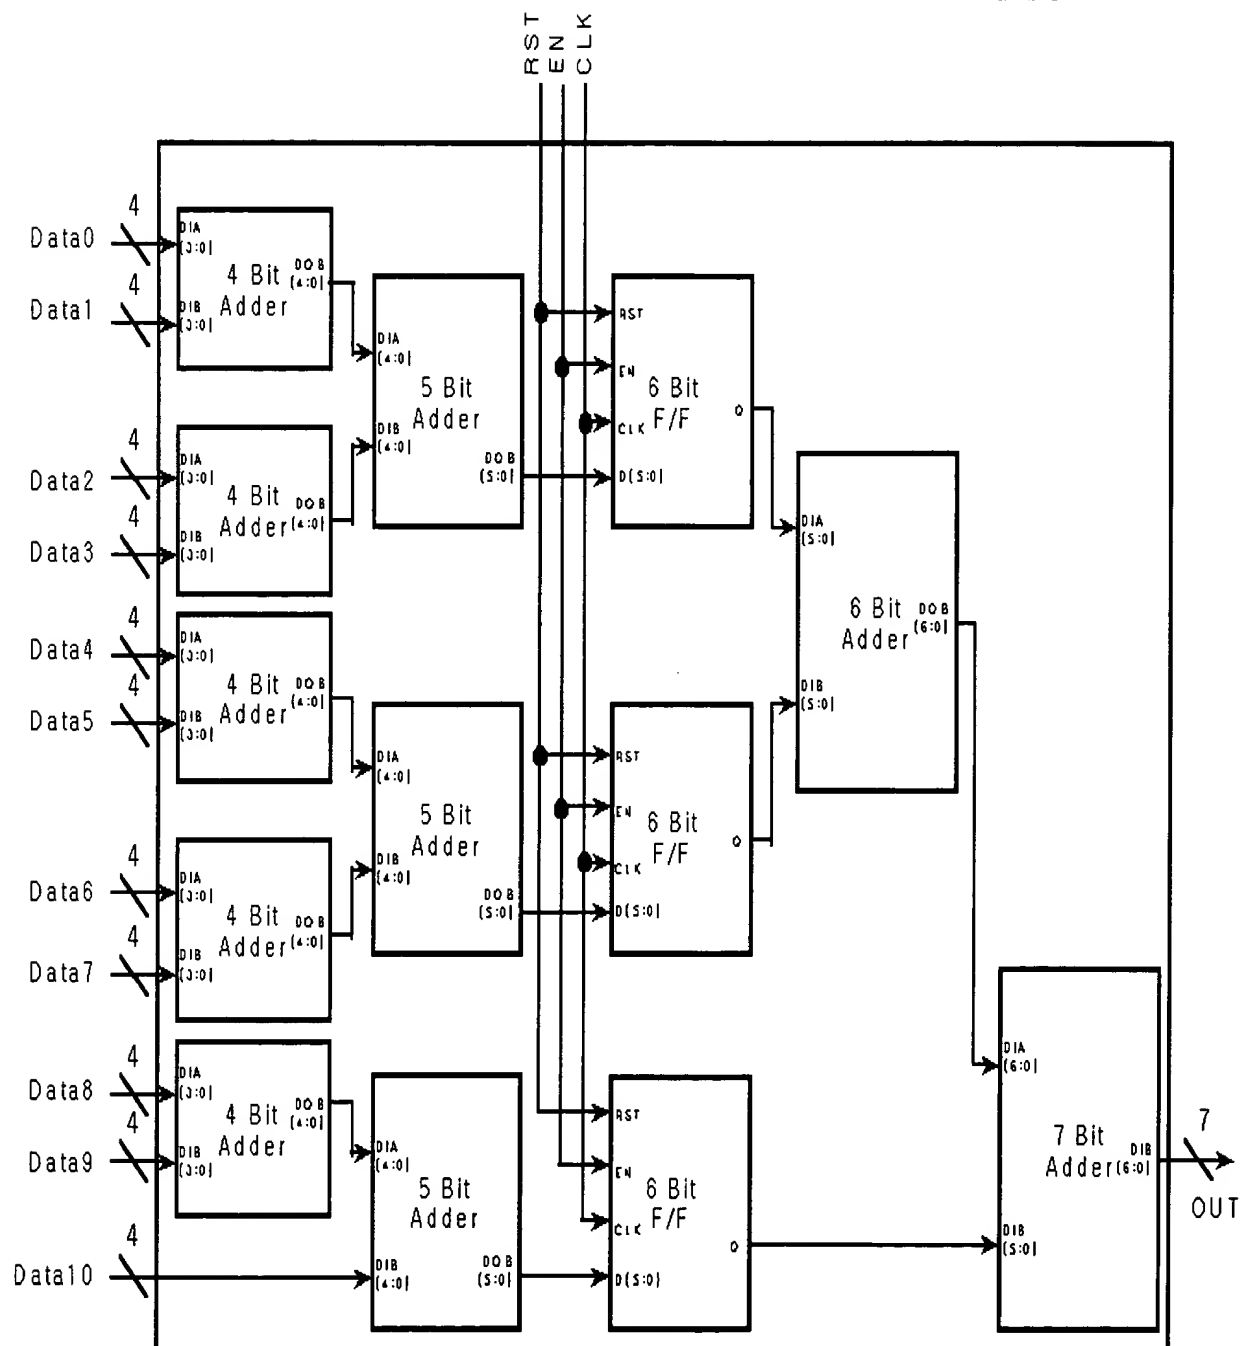 RST
EN
CLK
4
Data0
4
Data1
DIA
(3:0)
DIB
(3:0)
4 Bit
Adder
DOB
(4:0)
4
Data2
4
Data3
DIA
(3:0)
DIB
(3:0)
4 Bit
Adder
DOB
(4:0)
DIA
(4:0)
DIB
(4:0)
5 Bit
Adder
DOB
(5:0)
RST
EN
CLK
D(5:0)
6 Bit
F/F
Q
4
Data4
4
Data5
DIA
(3:0)
DIB
(3:0)
4 Bit
Adder
DOB
(4:0)
4
Data6
4
Data7
DIA
(3:0)
DIB
(3:0)
4 Bit
Adder
DOB
(4:0)
DIA
(4:0)
DIB
(4:0)
5 Bit
Adder
DOB
(5:0)
RST
EN
CLK
D(5:0)
6 Bit
F/F
Q
DIA
(5:0)
DIB
(5:0)
6 Bit
Adder
DOB
(6:0)
4
Data8
4
Data9
DIA
(3:0)
DIB
(3:0)
4 Bit
Adder
DOB
(4:0)
4
Data10
DIA
(4:0)
DIB
(4:0)
5 Bit
Adder
DOB
(5:0)
RST
EN
CLK
D(5:0)
6 Bit
F/F
Q
DIA
(6:0)
DIB
(5:0)
7 Bit
Adder
DIB
(6:0)
7
OUT